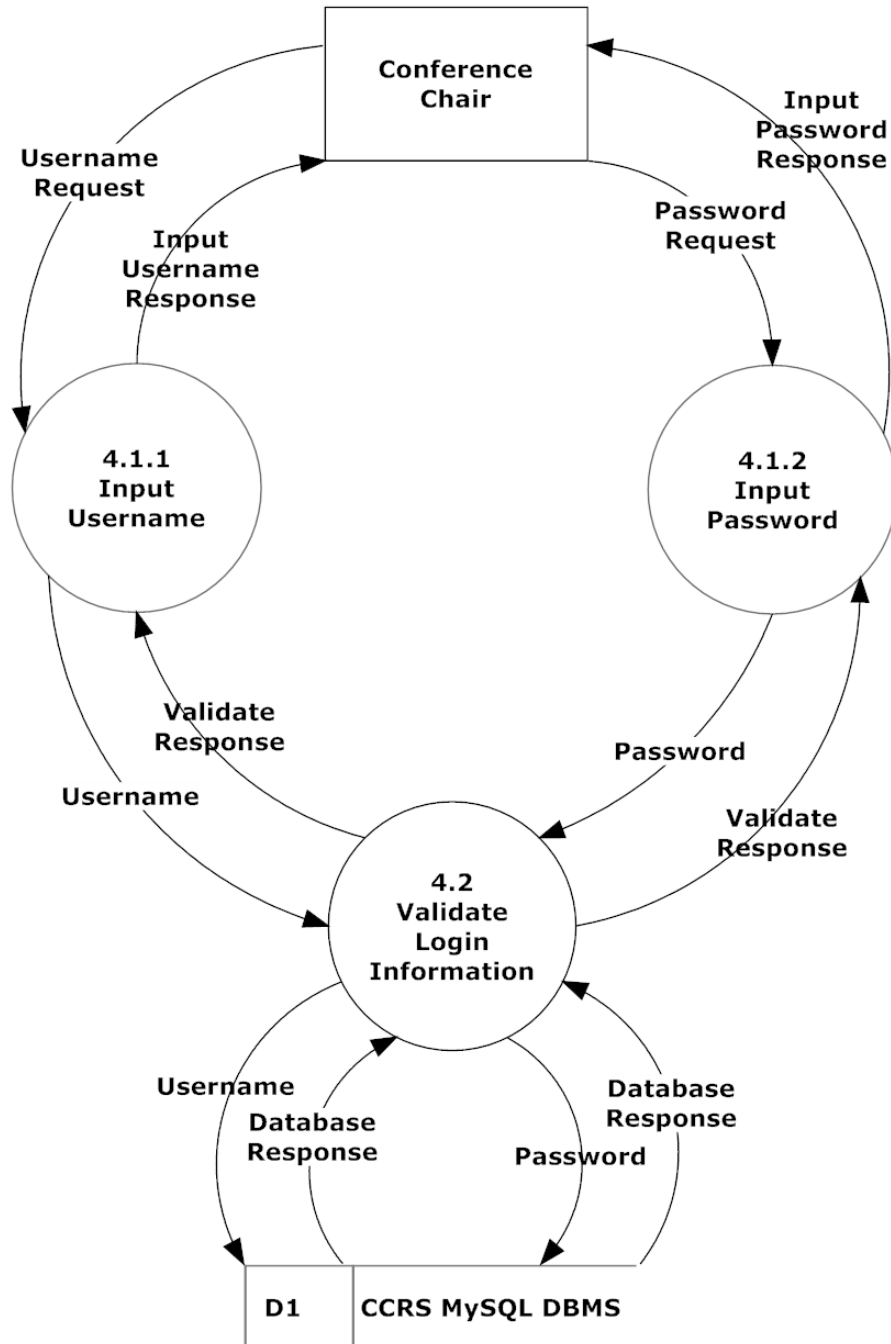 Conference
Chair
Input
Password
Response
Username
Request
Password
Request
Input
Username
Response
4.1.1
Input
Username
4.1.2
Input
Password
Validate
Response
Password
Username
Validate
Response
4.2
Validate
Login
Information
Username
Database
Response
Database
Response
Password
D1
CCRS MySQL DBMS